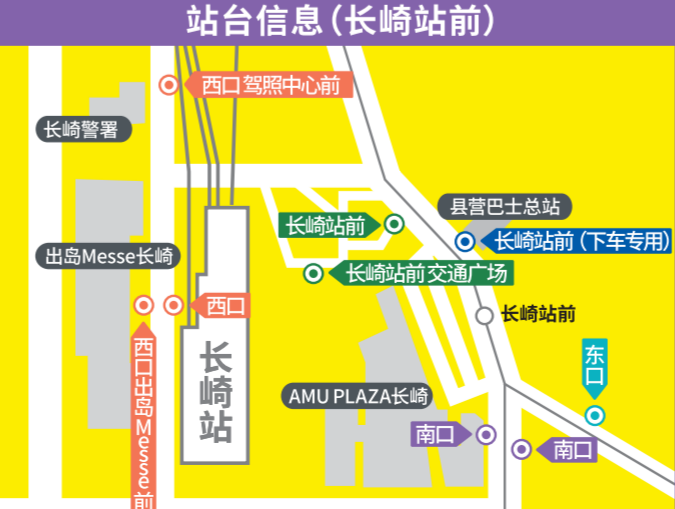 站台信息（长崎站前）
西口 驾照中心前
长崎警署
县营巴士总站
长崎站前
长崎站前（下车专用）
出岛Messe长崎
长崎站前 交通广场
西口
长崎站前
西口出岛Messe前
长崎站
东口
AMU PLAZA长崎
南口
南口